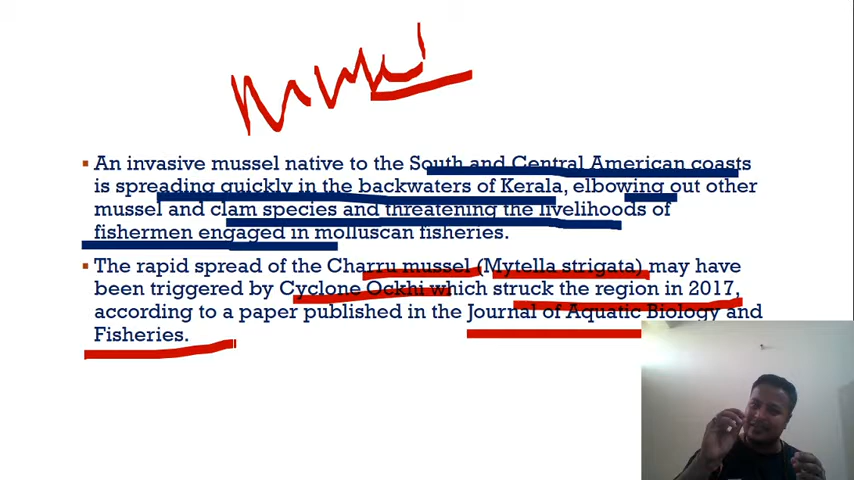 An invasive mussel native to the South and Central American coasts
is spreading quickly in the backwaters of Kerala, elbowing out other
mussel and clam species and threatening the livelihoods of
fishermen engaged in molluscan fisheries.
The rapid spread of the Charru mussel (Mytella strigata) may have
been triggered by Cyclone Ockhi which struck the region in 2017,
according to a paper published in the Journal of Aquatic Biology and
Fisheries.